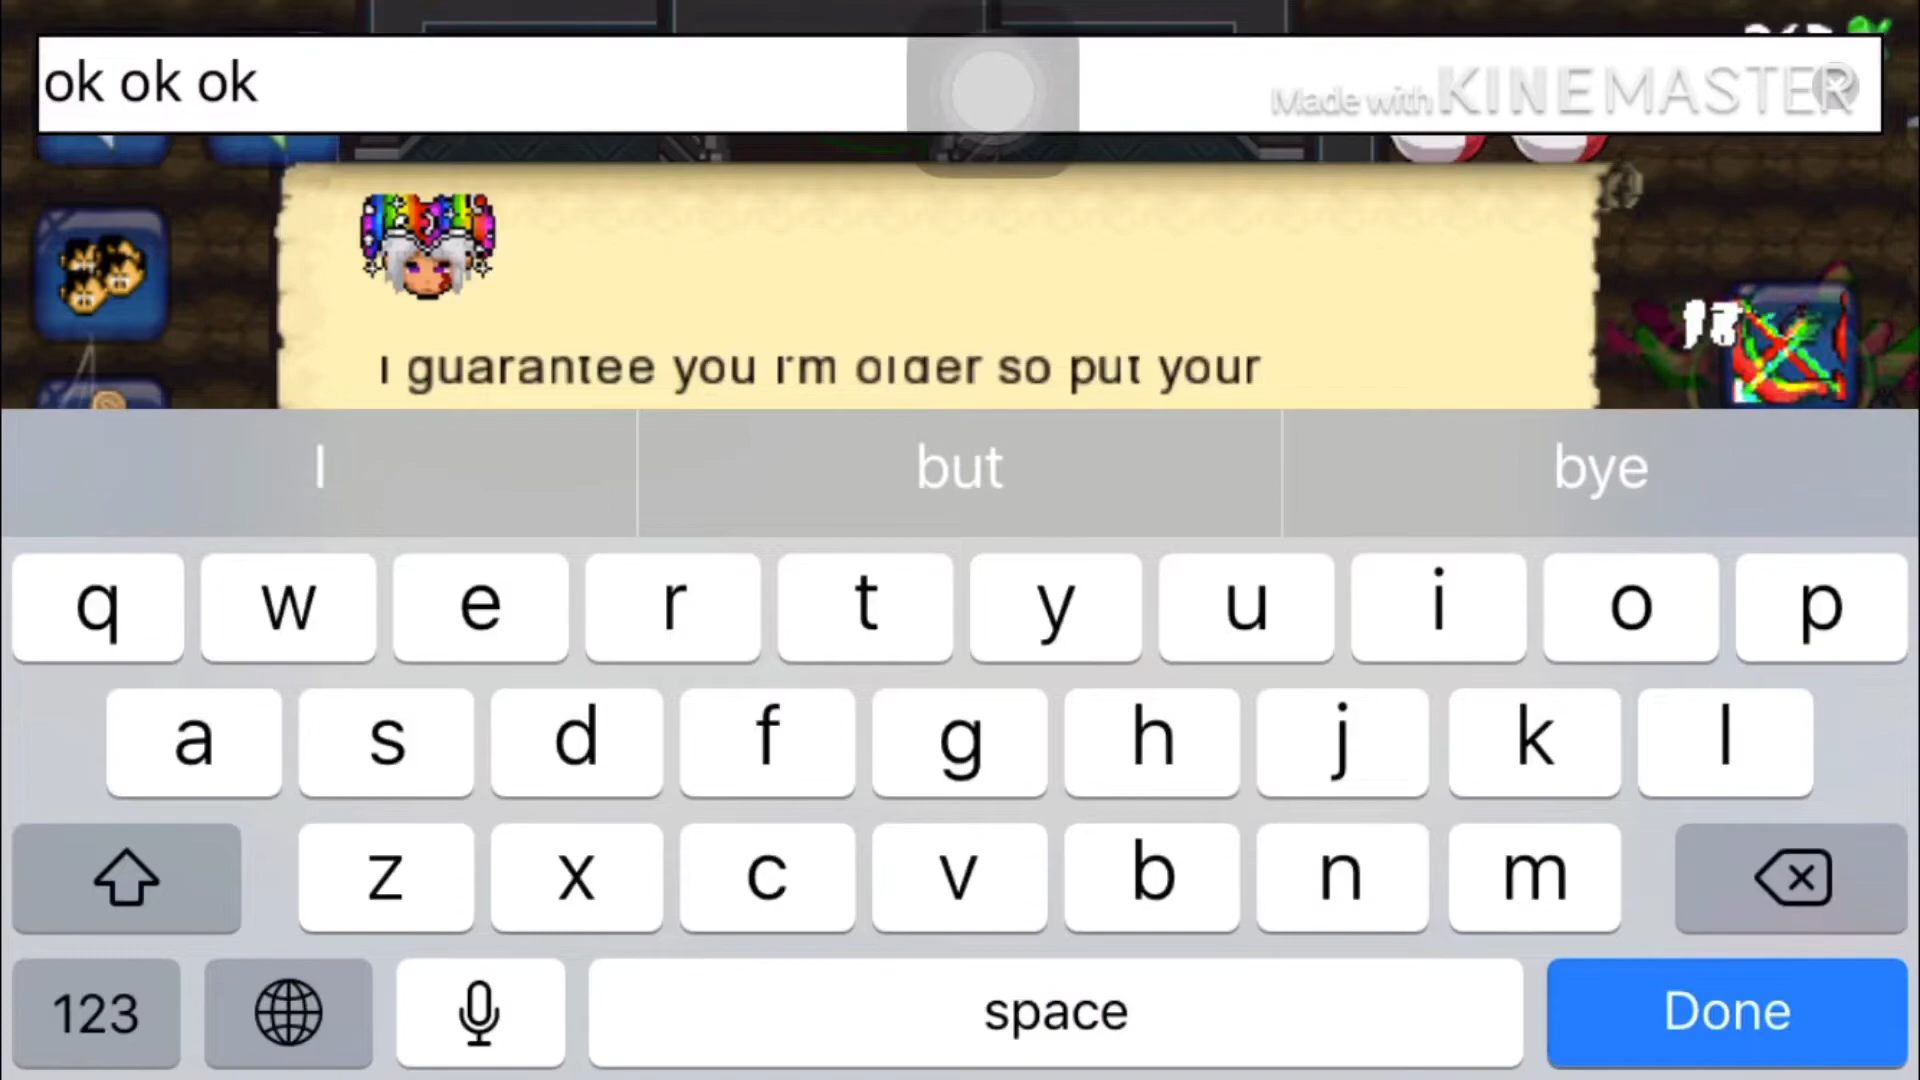 ok ok ok
Made with KINEMASTER
I guarantee you I'm older so put your
I but bye
q w e r t y u i o p
a s d f g h j k l
z x c v b n m
123 space Done